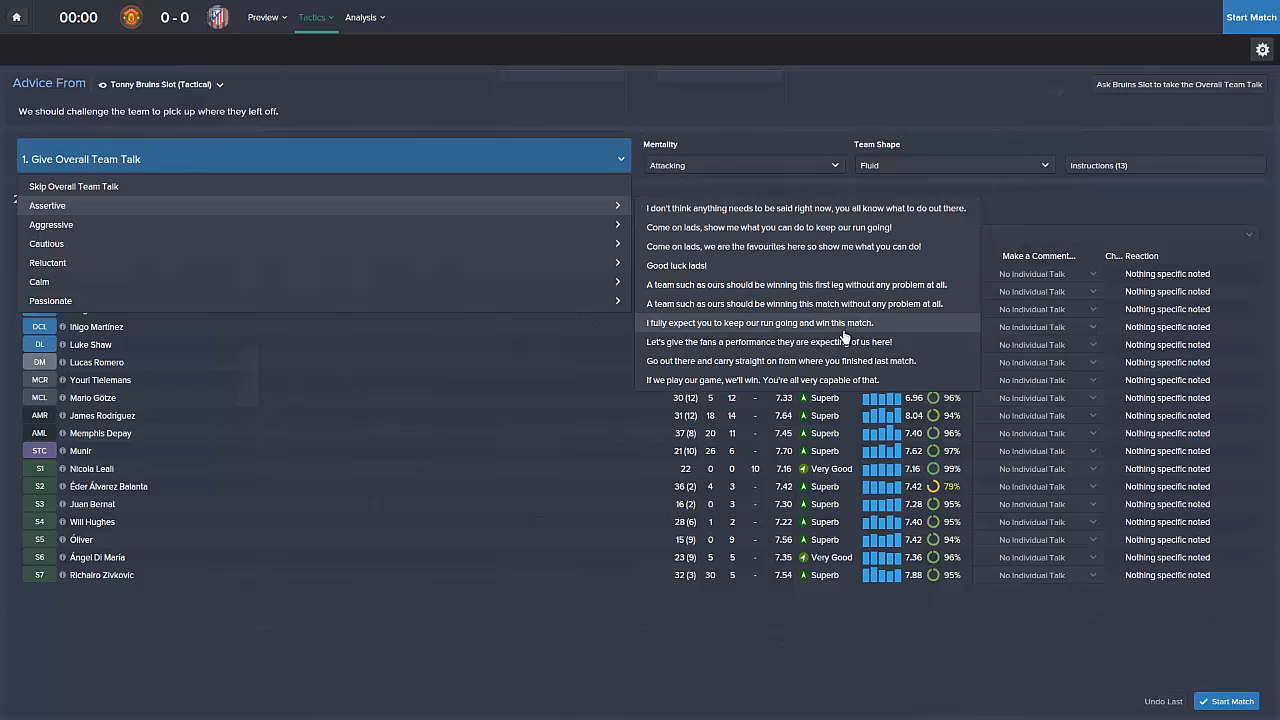 00:00 0 - 0 Preview Tactics Analysis Start Match
Advice From Tonny Bruins Slot (Tactical) Ask Bruins Slot to take the Overall Team Talk
We should challenge the team to pick up where they left off.
1. Give Overall Team Talk
Mentality Team Shape
Attacking Fluid Instructions (13)
Skip Overall Team Talk
Assertive
Aggressive
Cautious
Reluctant
Calm
Passionate
I don't think anything needs to be said right now, you all know what to do out there.
Come on lads, show me what you can do to keep our run going!
Come on lads, we are the favourites here so show me what you can do!
Good luck lads!
A team such as ours should be winning this first leg without any problem at all.
A team such as ours should be winning this match without any problem at all.
I fully expect you to keep our run going and win this match.
Let's give the fans a performance they are expecting of us here!
Go out there and carry straight on from where you finished last match.
If we play our game, we'll win. You're all very capable of that.
Make a Comment... Ch... Reaction
No Individual Talk Nothing specific noted
No Individual Talk Nothing specific noted
No Individual Talk Nothing specific noted
DCL Iñigo Martínez No Individual Talk Nothing specific noted
DL Luke Shaw No Individual Talk Nothing specific noted
DM Lucas Romero No Individual Talk Nothing specific noted
MCR Youri Tielemans No Individual Talk Nothing specific noted
MCL Mario Götze 30 (12) 5 12 - 7.33 Superb 6.96 96% No Individual Talk Nothing specific noted
AMR James Rodríguez 31 (12) 18 14 - 7.64 Superb 8.04 94% No Individual Talk Nothing specific noted
AML Memphis Depay 37 (8) 20 11 - 7.45 Superb 7.40 96% No Individual Talk Nothing specific noted
STC Munir 21 (10) 26 6 - 7.70 Superb 7.62 97% No Individual Talk Nothing specific noted
S1 Nicola Leali 22 0 0 10 7.16 Very Good 7.16 99% No Individual Talk Nothing specific noted
S2 Éder Álvarez Balanta 36 (2) 4 3 - 7.42 Superb 7.42 79% No Individual Talk Nothing specific noted
S3 Juan Bernat 16 (2) 0 3 - 7.30 Superb 7.28 95% No Individual Talk Nothing specific noted
S4 Will Hughes 28 (6) 1 2 - 7.22 Superb 7.40 95% No Individual Talk Nothing specific noted
S5 Óliver 15 (9) 0 9 - 7.56 Superb 7.42 94% No Individual Talk Nothing specific noted
S6 Ángel Di María 23 (9) 5 5 - 7.35 Very Good 7.36 96% No Individual Talk Nothing specific noted
S7 Richairo Zivkovic 32 (3) 30 5 - 7.54 Superb 7.88 95% No Individual Talk Nothing specific noted
Undo Last Start Match